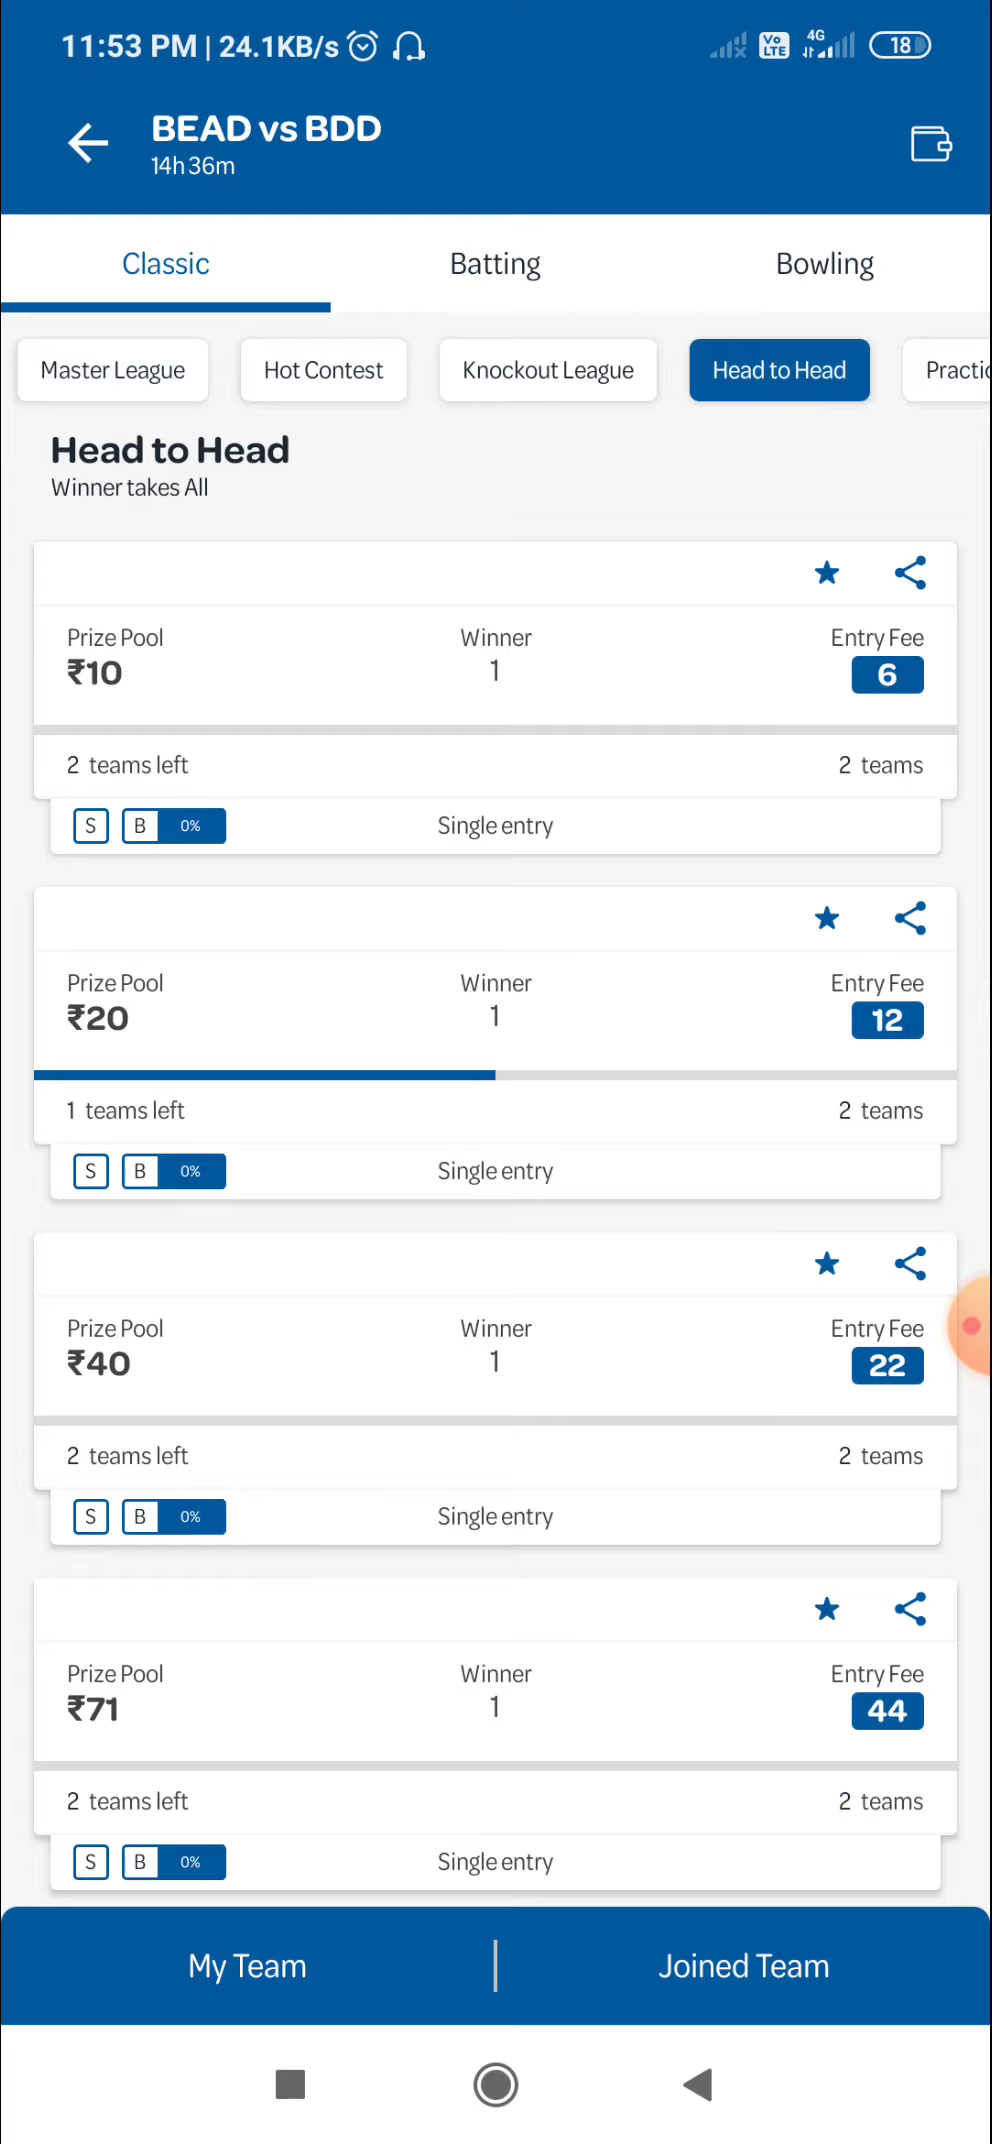 11:53 PM | 24.1KB/s Vo LTE 4G 18
BEAD vs BDD
14h 36m
Classic Batting Bowling
Master League Hot Contest Knockout League Head to Head Practic
Head to Head
Winner takes All
Prize Pool Winner Entry Fee
₹10 1 6
2 teams left 2 teams
S B 0% Single entry
Prize Pool Winner Entry Fee
₹20 1 12
1 teams left 2 teams
S B 0% Single entry
Prize Pool Winner Entry Fee
₹40 1 22
2 teams left 2 teams
S B 0% Single entry
Prize Pool Winner Entry Fee
₹71 1 44
2 teams left 2 teams
S B 0% Single entry
My Team | Joined Team